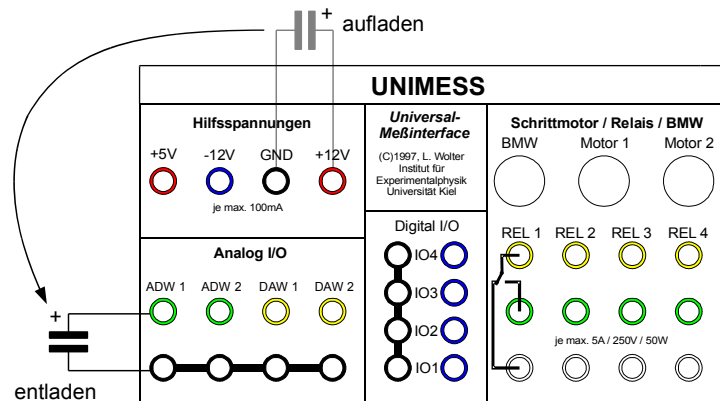 + aufladen
UNIMESS
Hilfsspannungen
+5V -12V GND +12V
je max. 100mA
Universal-
Meßinterface
(C)1997, L. Wolter
Institut für
Experimentalphysik
Universität Kiel
Schrittmotor / Relais / BMW
BMW Motor 1 Motor 2
Digital I/O
IO4
IO3
IO2
IO1
REL 1 REL 2 REL 3 REL 4
je max. 5A / 250V / 50W
Analog I/O
ADW 1 ADW 2 DAW 1 DAW 2
+
entladen